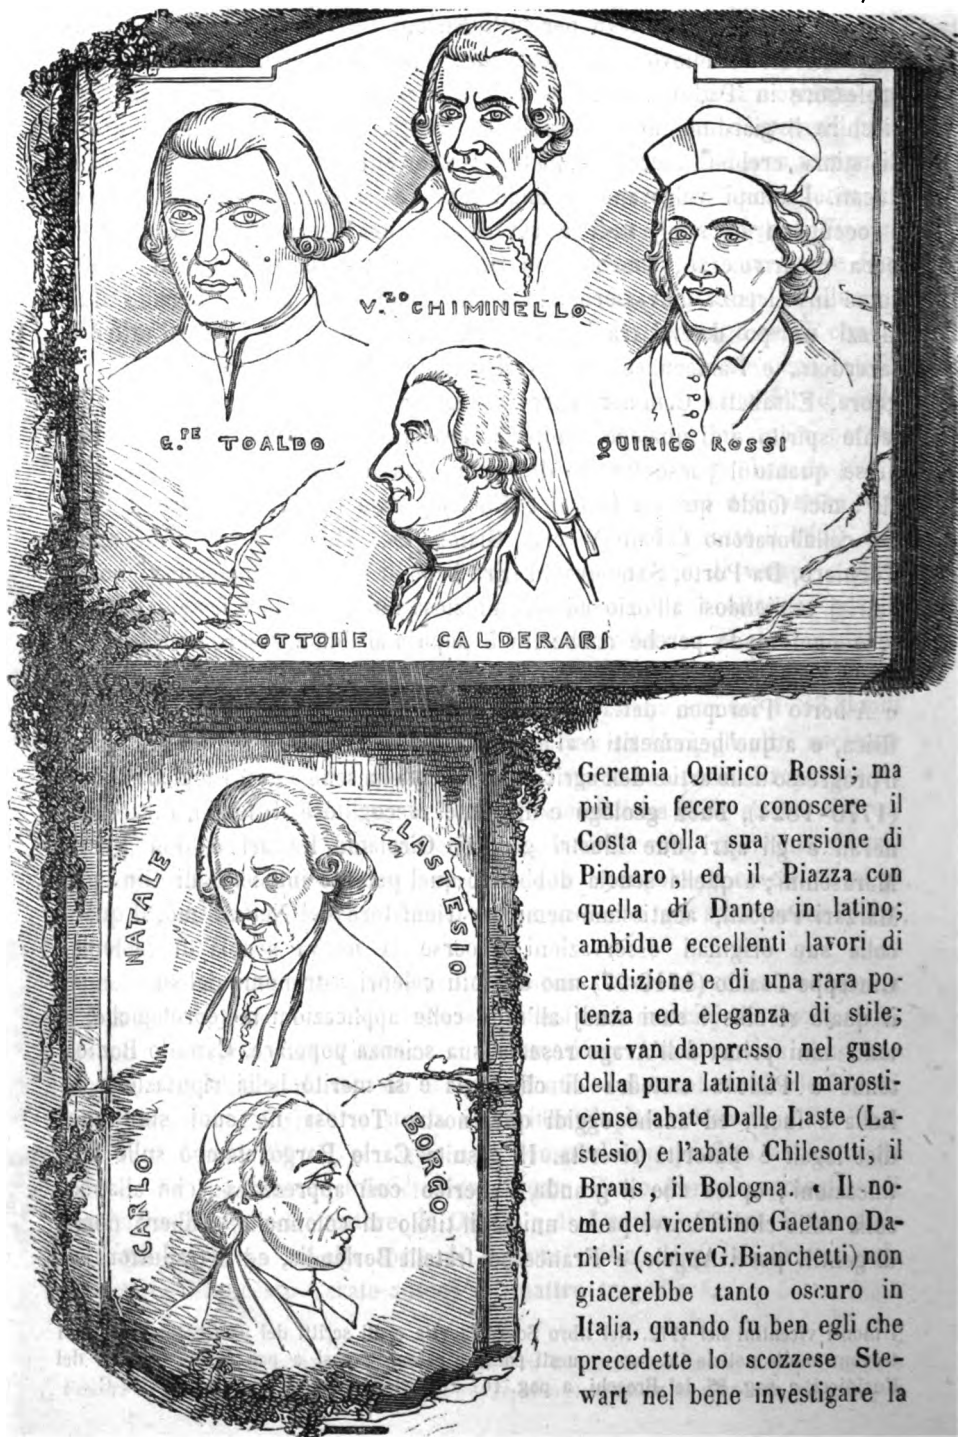 V.zo CHIMINELLO
G.PE TOALDO
QUIRICO ROSSI
OTTONE CALDERARI
NATALE LASTESIO
GN CARLO BORGO
Geremia Quirico Rossi; ma
più si fecero conoscere il
Costa colla sua versione di
Pindaro ed il Piazza con
quella di Dante in latino;
ambidue eccellenti lavori di
erudizione e di una rara po-
tenza ed eleganza di stile;
cui van dappresso nel gusto
della pura latinità il marosti-
cense abate Dalle Laste (La-
stesio) e l'abate Chilesotti, il
Breus, il Bologna. « Il no-
me del vicentino Gaetano Da-
nieli (scrive G. Bianchetti) non
giacerebbe tanto oscuro in
Italia, quando fu ben egli che
precedette lo scozzese Ste-
wart nel bene investigare la